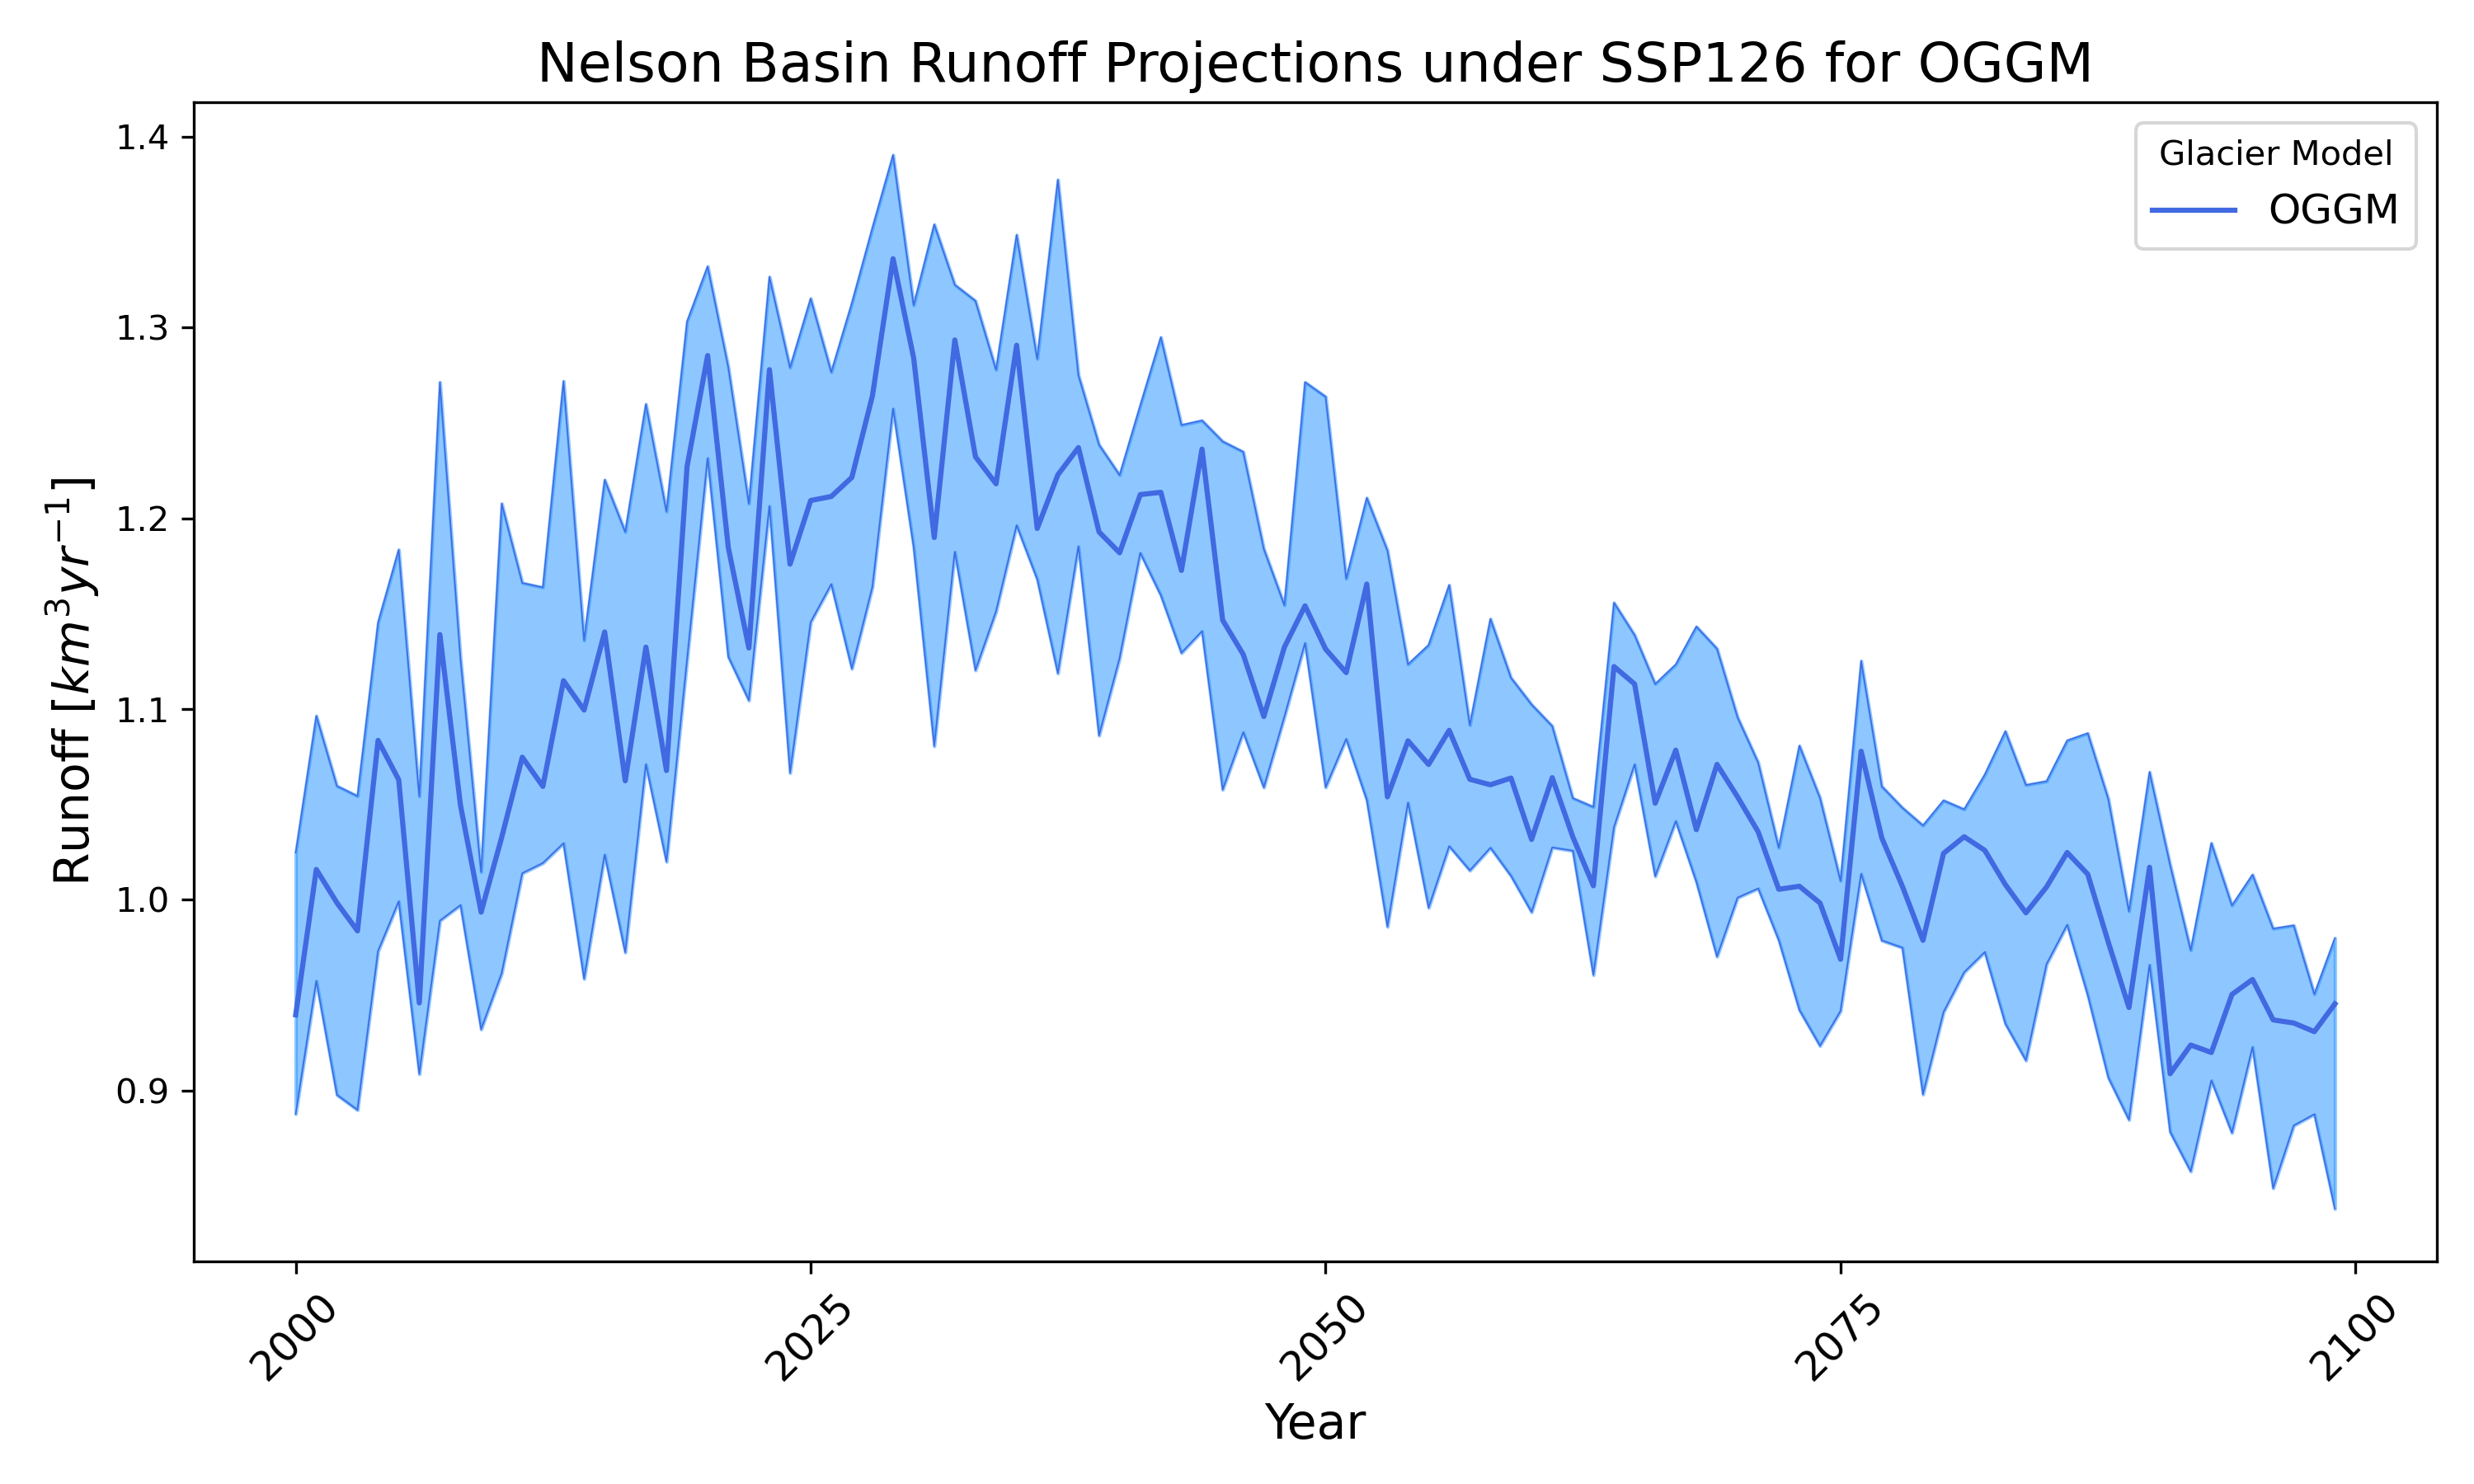 Nelson Basin Runoff Projections under SSP126 for OGGM
Glacier Model
OGGM
Runoff [km³yr⁻¹]
1.4
1.3
1.2
1.1
1.0
0.9
2000
2025
2050
2075
2100
Year